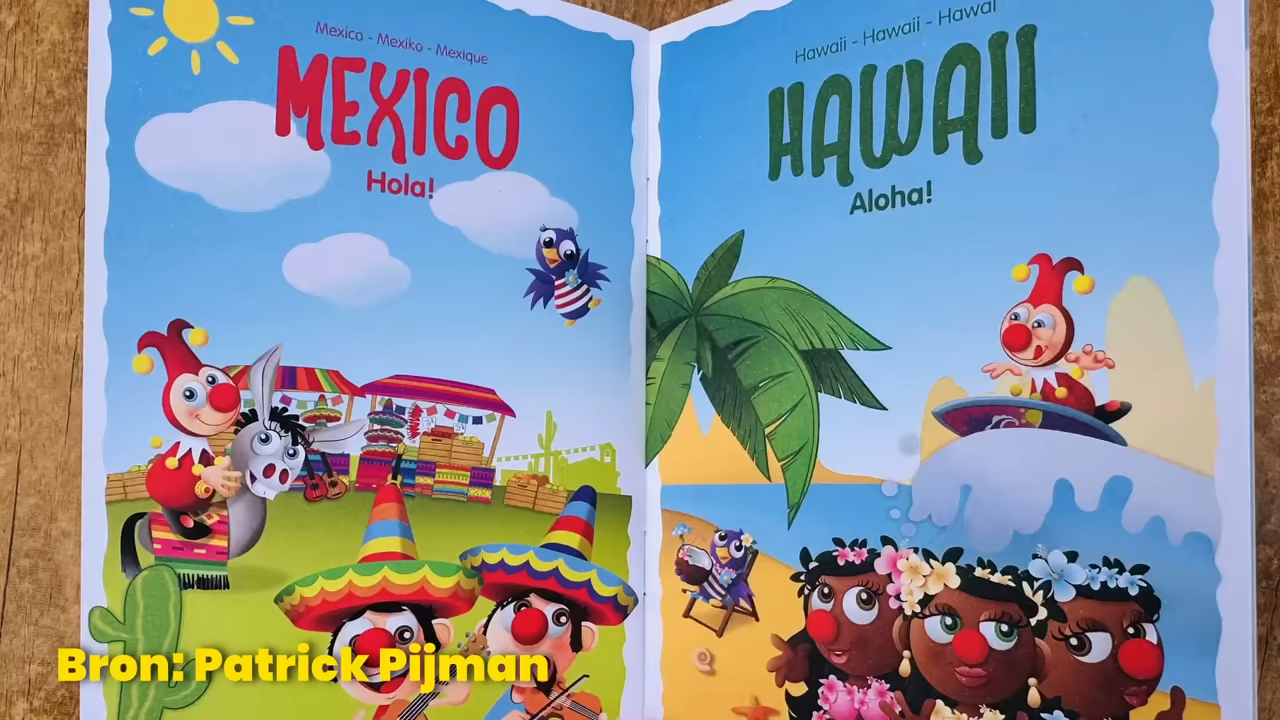 Mexico - Mexiko - Mexique
MEXICO
Hola!
Hawaii - Hawaii - Hawaï
HAWAII
Aloha!
Bron: Patrick Pijman